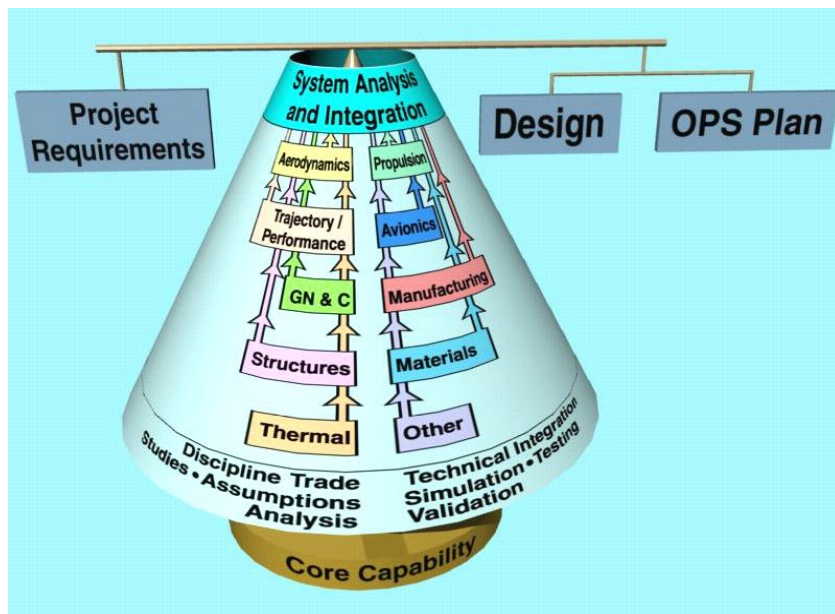 System Analysis
and Integration
Project
Requirements
Design
OPS Plan
Aerodynamics
Propulsion
Trajectory /
Performance
Avionics
GN & C
Manufacturing
Structures
Materials
Thermal
Other
Discipline Trade
Studies • Assumptions
Analysis
Technical Integration
Simulation • Testing
Validation
Core Capability